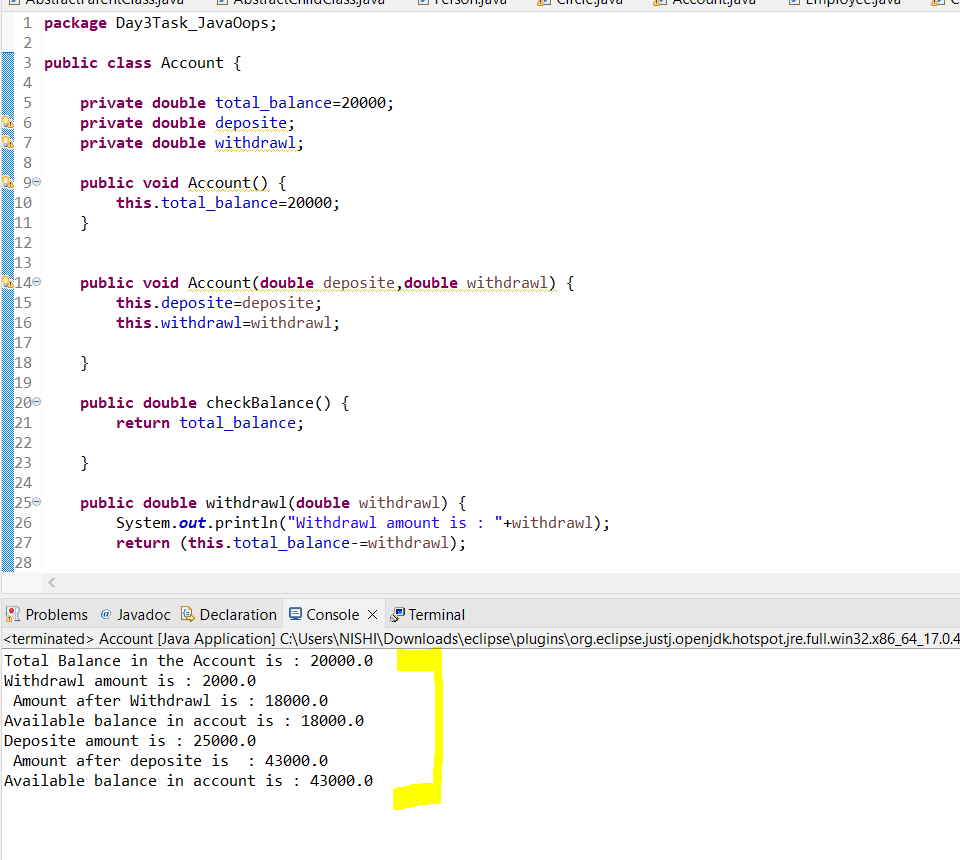 AbstractParentClass.java AbstractChildClass.java Person.java Circle.java Account.java Employee.java
1 package Day3Task_JavaOops;
2
3 public class Account {
4
5 private double total_balance=20000;
6 private double deposite;
7 private double withdrawl;
8
9 public void Account() {
10 this.total_balance=20000;
11 }
12
13
14 public void Account(double deposite,double withdrawl) {
15 this.deposite=deposite;
16 this.withdrawl=withdrawl;
17
18 }
19
20 public double checkBalance() {
21 return total_balance;
22
23 }
24
25 public double withdrawl(double withdrawl) {
26 System.out.println("Withdrawl amount is : "+withdrawl);
27 return (this.total_balance-=withdrawl);
28
Problems @ Javadoc Declaration Console Terminal
<terminated> Account [Java Application] C:\Users\NISHI\Downloads\eclipse\plugins\org.eclipse.justj.openjdk.hotspot.jre.full.win32.x86_64_17.0.4
Total Balance in the Account is : 20000.0
Withdrawl amount is : 2000.0
Amount after Withdrawl is : 18000.0
Available balance in accout is : 18000.0
Deposite amount is : 25000.0
Amount after deposite is  : 43000.0
Available balance in account is : 43000.0